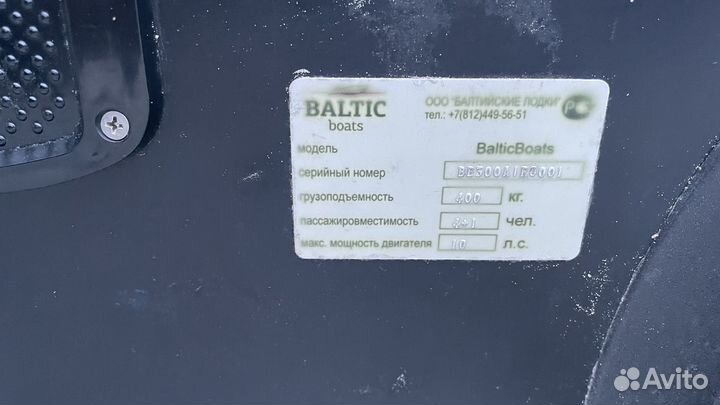 BALTIC
boats
ООО "БАЛТИЙСКИЕ ЛОДКИ"
тел.: +7(812)449-56-51
модель BalticBoats
серийный номер
грузоподъемность 400 кг.
пассажировместимость чел.
макс. мощность двигателя 10 л.с.
Avito